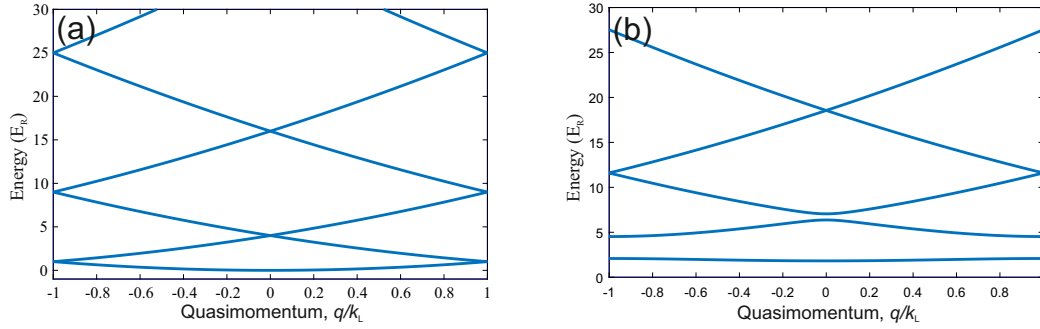 (a)
30
25
20
15
10
5
0
Energy (E_R)
-1 -0.8 -0.6 -0.4 -0.2 0 0.2 0.4 0.6 0.8 1
Quasimomentum, q/k_L
(b)
30
25
20
15
10
5
0
Energy (E_R)
-1 -0.8 -0.6 -0.4 -0.2 0 0.2 0.4 0.6 0.8
Quasimomentum, q/k_L